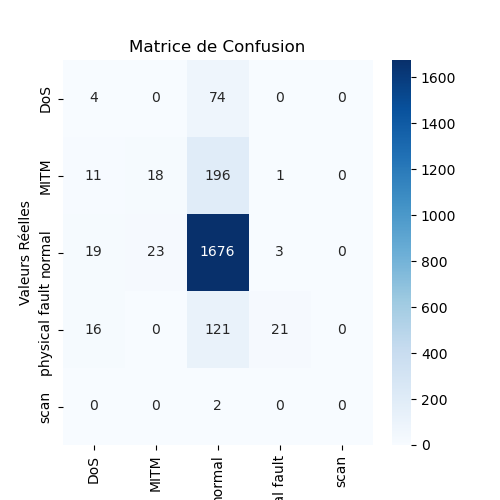 Matrice de Confusion
Valeurs Réelles
DoS 4 0 74 0 0
MITM 11 18 196 1 0
normal 19 23 1676 3 0
physical fault 16 0 121 21 0
scan 0 0 2 0 0
DoS MITM normal fault scan
1600
1400
1200
1000
800
600
400
200
0